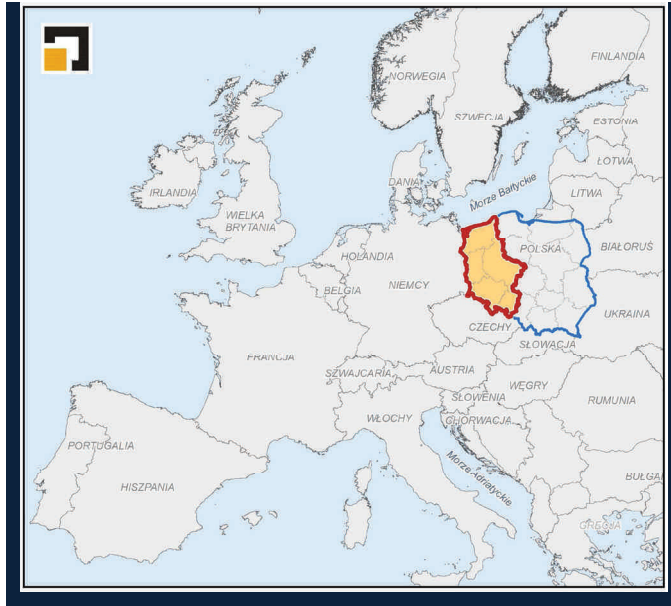 FINLANDIA
NORWEGIA
SZWECJA
ESTONIA
ŁOTWA
DANIA
Morze Bałtyckie
LITWA
IRLANDIA
WIELKA
BRYTANIA
POLSKA
BIAŁORUŚ
HOLANDIA
NIEMCY
BELGIA
UKRAINA
CZECHY
SŁOWACJA
FRANCJA
SZWAJCARIA
AUSTRIA
WĘGRY
SŁOWENIA
RUMUNIA
WŁOCHY
CHORWACJA
PORTUGALIA
Morze Adriatyckie
HISZPANIA
BUŁGA
GRECJA